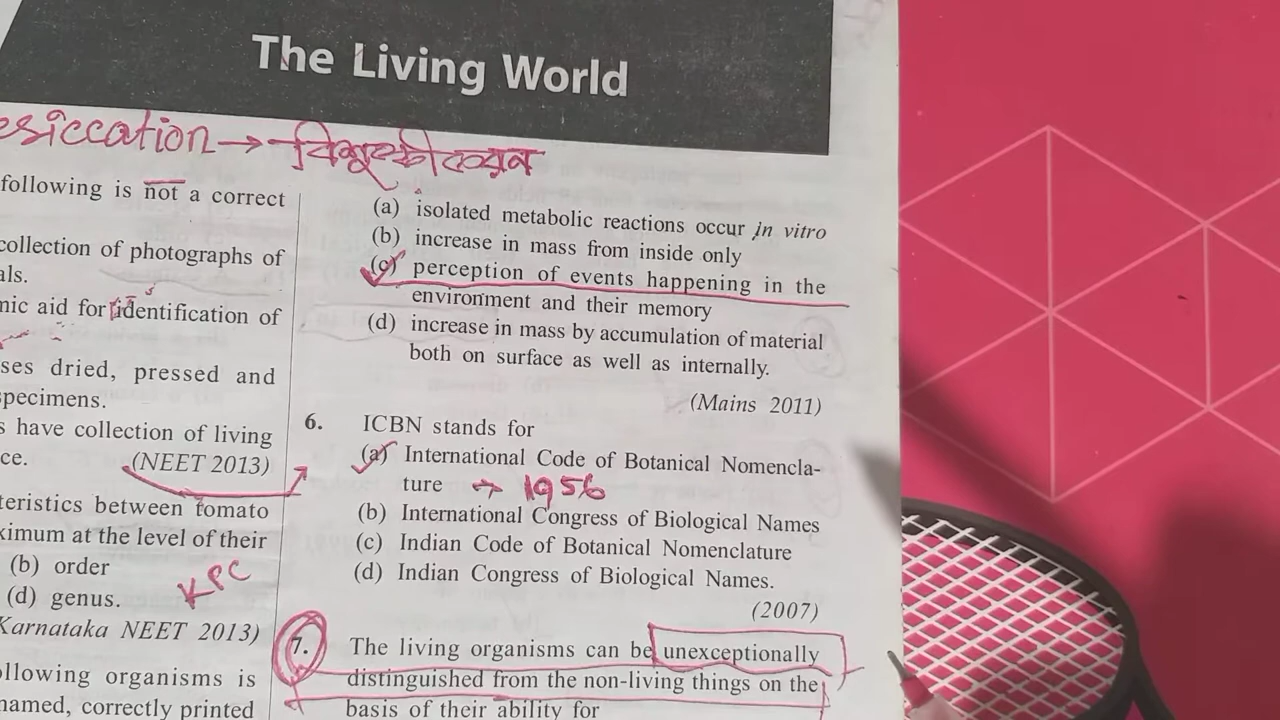 The Living World
esiccation → বিশুষ্কীকরন
following is not a correct
collection of photographs of
als.
mic aid for identification of
ses dried, pressed and
specimens.
s have collection of living
ce.
(NEET 2013)
teristics between tomato
ximum at the level of their
(b) order
(d) genus.
KPC
Karnataka NEET 2013)
ollowing organisms is
named, correctly printed
(a) isolated metabolic reactions occur in vitro
(b) increase in mass from inside only
(c) perception of events happening in the
environment and their memory
(d) increase in mass by accumulation of material
both on surface as well as internally.
(Mains 2011)
6. ICBN stands for
(a) International Code of Botanical Nomencla-
ture → 1956
(b) International Congress of Biological Names
(c) Indian Code of Botanical Nomenclature
(d) Indian Congress of Biological Names.
(2007)
7. The living organisms can be unexceptionally
distinguished from the non-living things on the
basis of their ability for